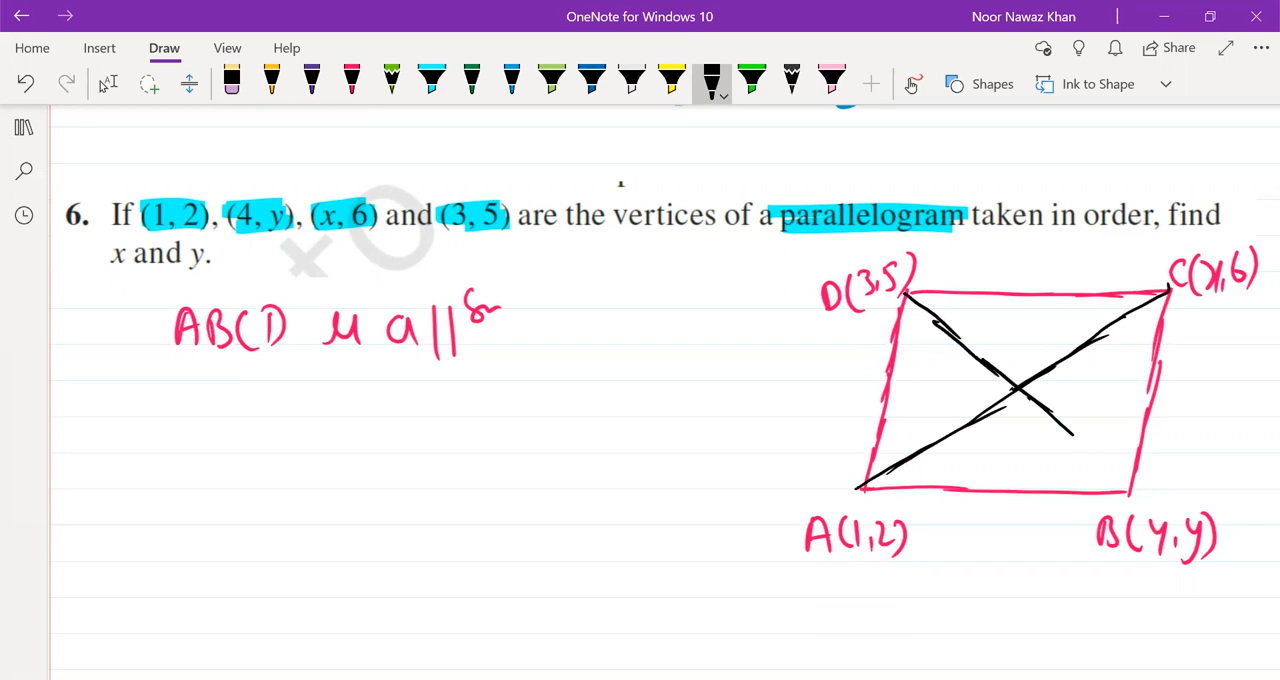 OneNote for Windows 10
Noor Nawaz Khan
Home Insert Draw View Help
Share
Shapes
Ink to Shape
6. If (1, 2), (4, y), (x, 6) and (3, 5) are the vertices of a parallelogram taken in order, find
x and y.
D(3,5)
C(x,6)
ABCD is a ||gm
A(1,2)
B(4,y)